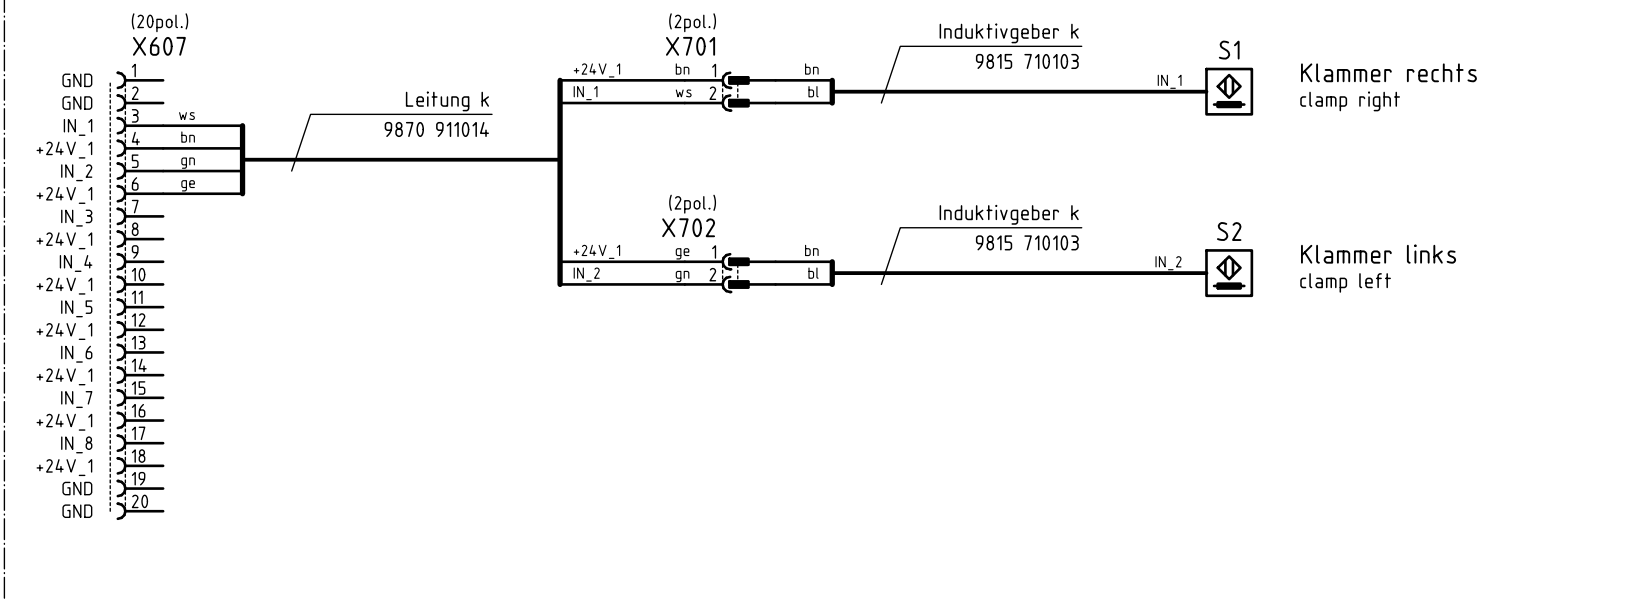 (20pol.)
X607
GND 1
GND 2
IN_1 3 ws
+24V_1 4 bn
IN_2 5 gn
+24V_1 6 ge
IN_3 7
+24V_1 8
IN_4 9
+24V_1 10
IN_5 11
+24V_1 12
IN_6 13
+24V_1 14
IN_7 15
+24V_1 16
IN_8 17
+24V_1 18
GND 19
GND 20
Leitung k
9870 911014
(2pol.)
X701
+24V_1 bn 1 bn
IN_1 ws 2 bl
Induktivgeber k
9815 710103
IN_1
S1
Klammer rechts
clamp right
(2pol.)
X702
+24V_1 ge 1 bn
IN_2 gn 2 bl
Induktivgeber k
9815 710103
IN_2
S2
Klammer links
clamp left